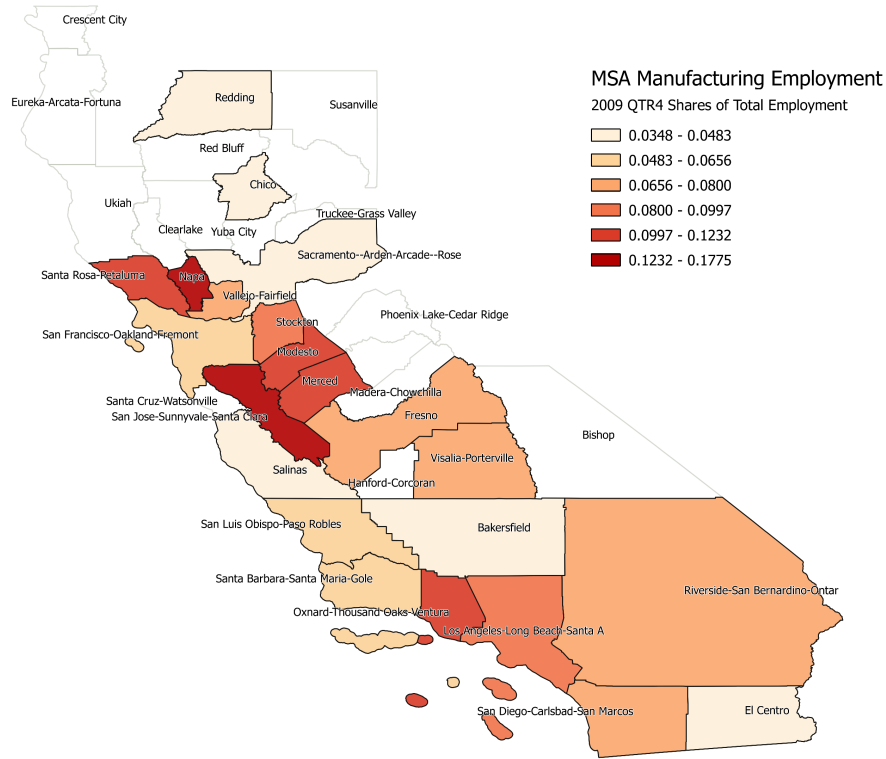 Crescent City
MSA Manufacturing Employment
Redding
Eureka-Arcata-Fortuna
Susanville
2009 QTR4 Shares of Total Employment
0.0348 - 0.0483
Red Bluff
0.0483 - 0.0656
Chico
0.0656 - 0.0800
Ukiah
Truckee-Grass Valley
0.0800 - 0.0997
Clearlake
Yuba City
0.0997 - 0.1232
Sacramento--Arden-Arcade--Rose
0.1232 - 0.1775
Santa Rosa-Petaluma
Napa
Vallejo-Fairfield
Phoenix Lake-Cedar Ridge
Stockton
San Francisco-Oakland-Fremont
Modesto
Merced
Madera-Chowchilla
Santa Cruz-Watsonville
San Jose-Sunnyvale-Santa Clara
Fresno
Bishop
Visalia-Porterville
Salinas
Hanford-Corcoran
San Luis Obispo-Paso Robles
Bakersfield
Santa Barbara-Santa Maria-Gole
Riverside-San Bernardino-Ontar
Oxnard-Thousand Oaks-Ventura
Los Angeles-Long Beach-Santa A
San Diego-Carlsbad-San Marcos
El Centro